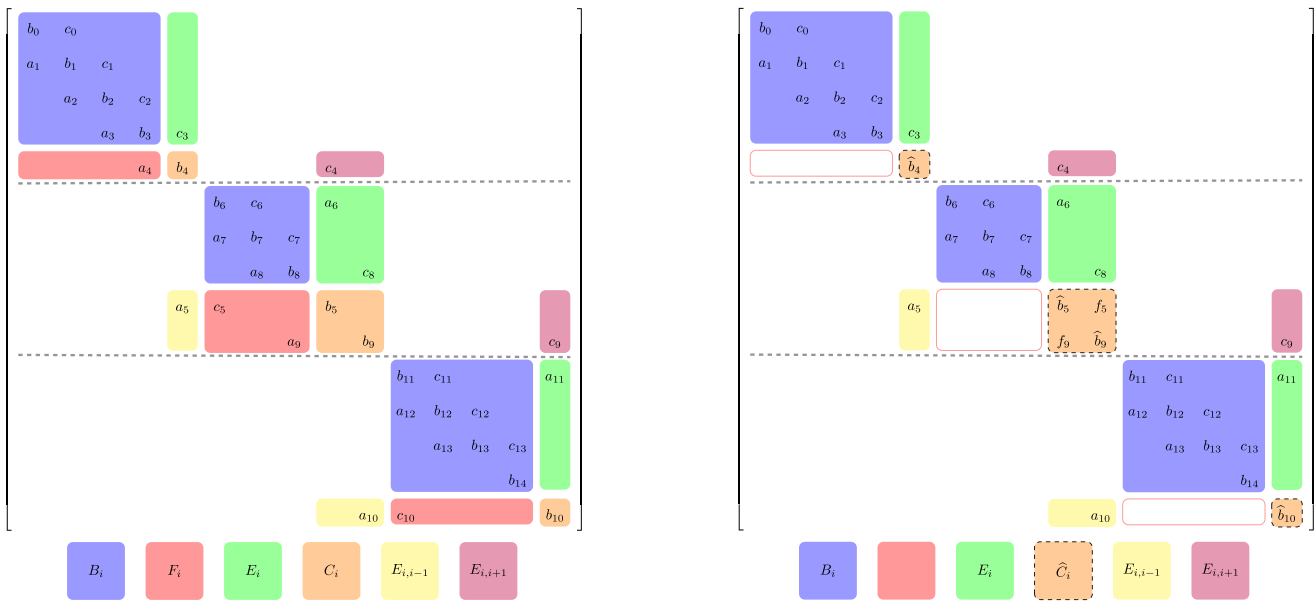 b₀ c₀
a₁ b₁ c₁
a₂ b₂ c₂
a₃ b₃ c₃
a₄ b₄ c₄
b₆ c₆ a₆
a₇ b₇ c₇
a₈ b₈ c₈
a₅ c₅ b₅
a₉ b₉ c₉
b₁₁ c₁₁ a₁₁
a₁₂ b₁₂ c₁₂
a₁₃ b₁₃ c₁₃
b₁₄
a₁₀ c₁₀ b₁₀
Bᵢ Fᵢ Eᵢ Cᵢ Eᵢ,ᵢ₋₁ Eᵢ,ᵢ₊₁
b₀ c₀
a₁ b₁ c₁
a₂ b₂ c₂
a₃ b₃ c₃
b̂₄ c₄
b₆ c₆ a₆
a₇ b₇ c₇
a₈ b₈ c₈
a₅ b̂₅ f₅
f₉ b̂₉ c₉
b₁₁ c₁₁ a₁₁
a₁₂ b₁₂ c₁₂
a₁₃ b₁₃ c₁₃
b₁₄
a₁₀ b̂₁₀
Bᵢ Eᵢ Ĉᵢ Eᵢ,ᵢ₋₁ Eᵢ,ᵢ₊₁